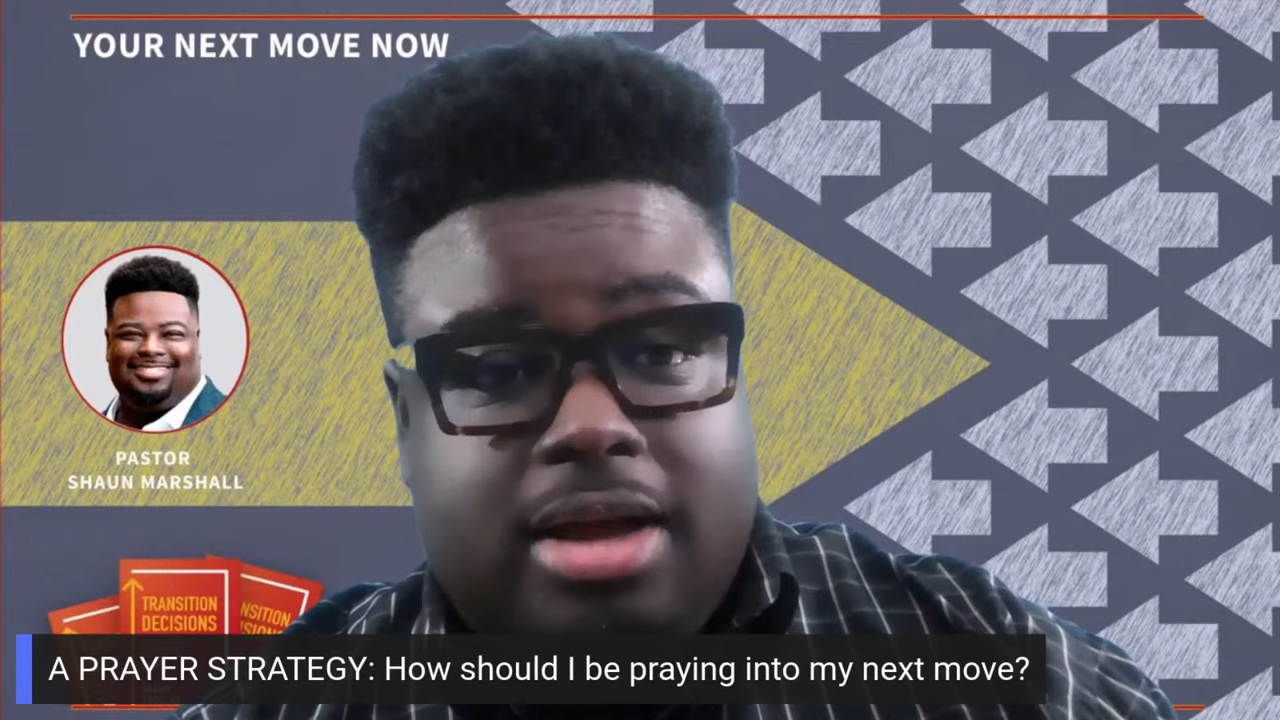 YOUR NEXT MOVE NOW
PASTOR
SHAUN MARSHALL
TRANSITION
DECISIONS
A PRAYER STRATEGY: How should I be praying into my next move?